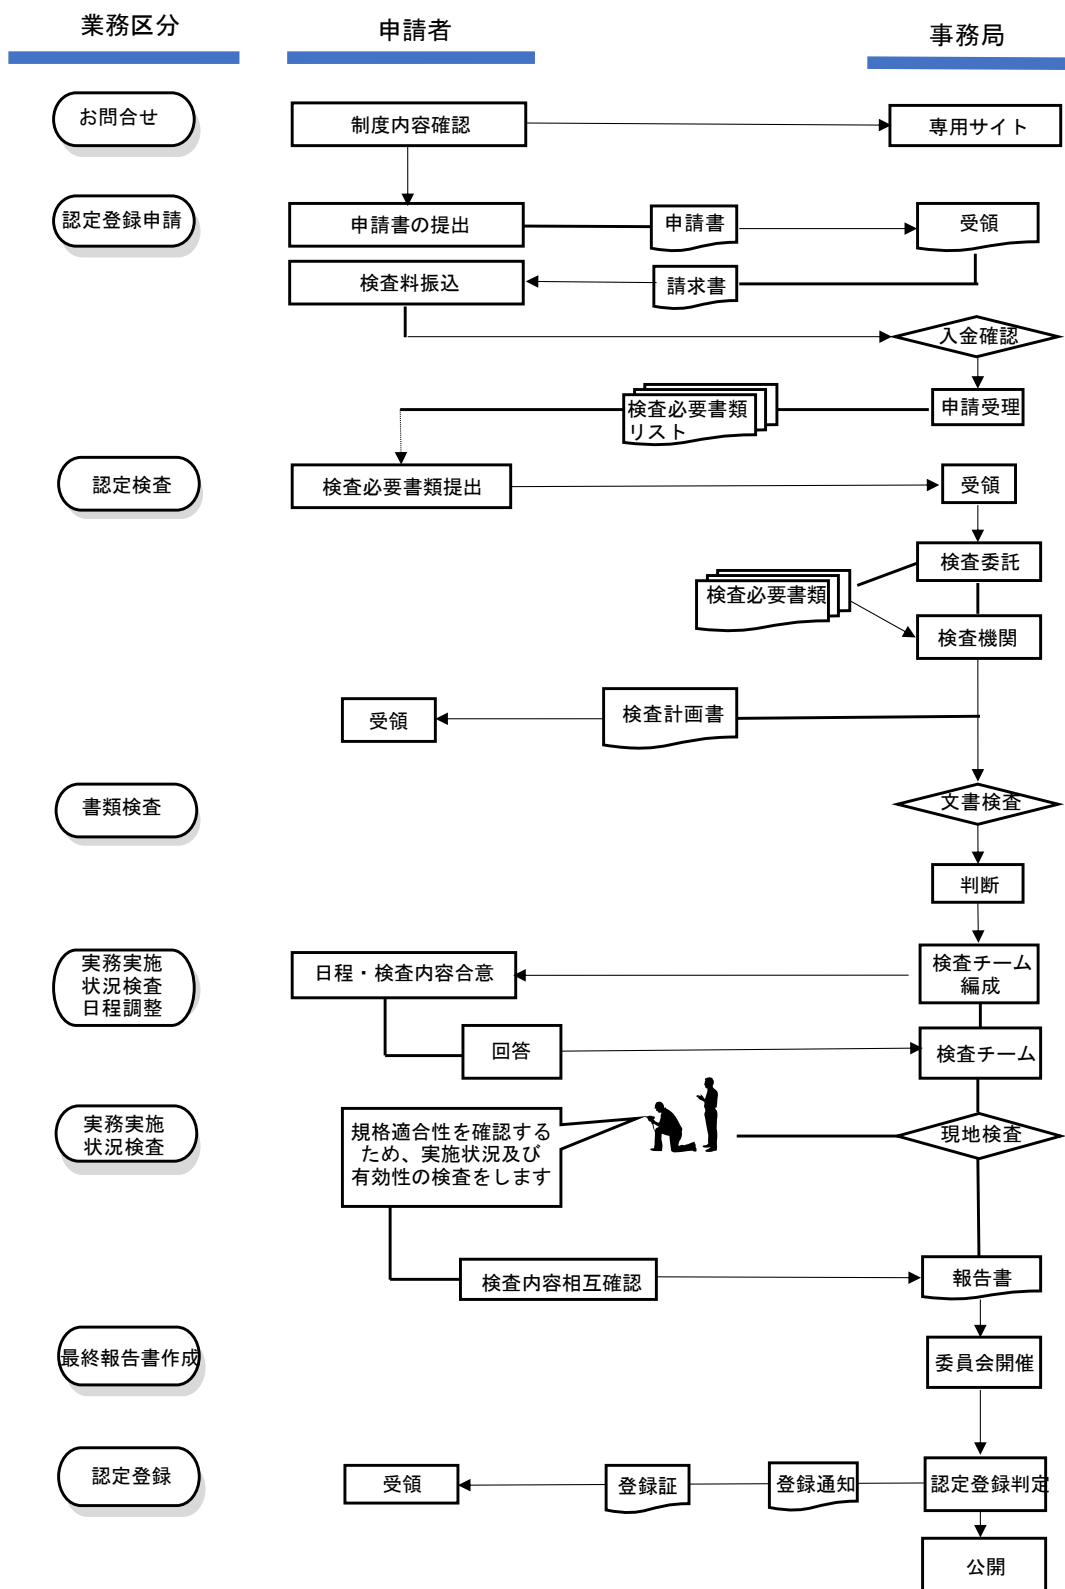 業務区分
申請者
事務局
お問合せ
制度内容確認
専用サイト
認定登録申請
申請書の提出
申請書
受領
検査料振込
請求書
入金確認
検査必要書類
リスト
申請受理
認定検査
検査必要書類提出
受領
検査委託
検査必要書類
検査機関
受領
検査計画書
書類検査
文書検査
判断
実務実施
状況検査
日程調整
日程・検査内容合意
検査チーム
編成
回答
検査チーム
実務実施
状況検査
規格適合性を確認する
ため、実施状況及び
有効性の検査をします
現地検査
検査内容相互確認
報告書
最終報告書作成
委員会開催
認定登録
受領
登録証
登録通知
認定登録判定
公開